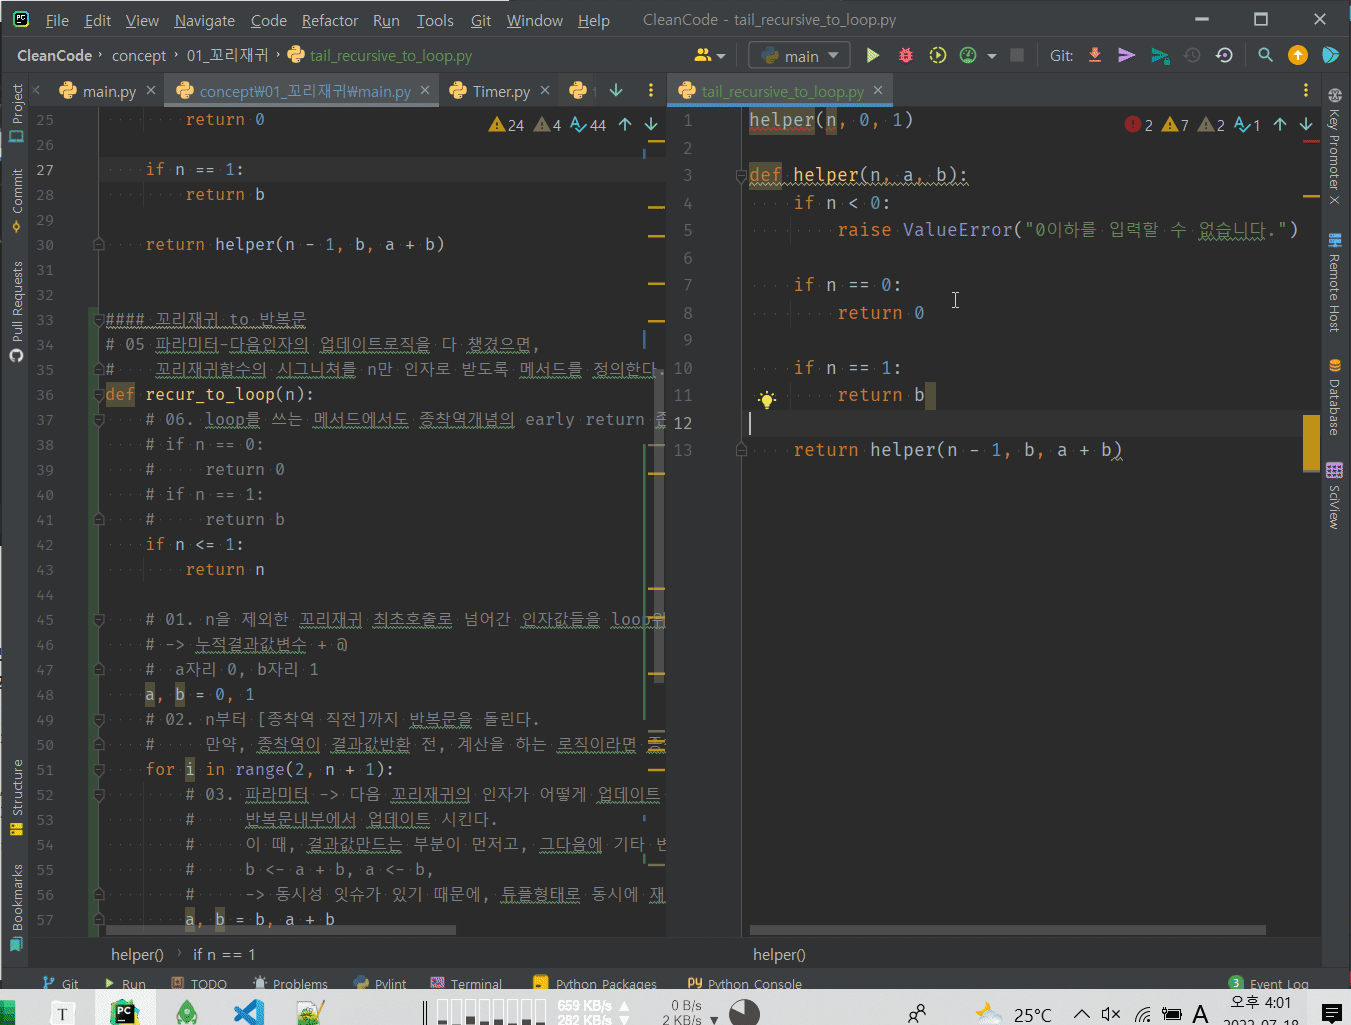 File Edit View Navigate Code Refactor Run Tools Git Window Help CleanCode - tail_recursive_to_loop.py
CleanCode › concept › 01_꼬리재귀 › tail_recursive_to_loop.py main Git:
main.py concept₩01_꼬리재귀₩main.py Timer.py
tail_recursive_to_loop.py
Project
Commit
Pull Requests
Structure
Bookmarks
24 4 44
25 return 0
26
27 if n == 1:
28 return b
29
30 return helper(n - 1, b, a + b)
31
32
33 #### 꼬리재귀 to 반복문
34 # 05 파라미터-다음인자의 업데이트로직을 다 챙겼으면,
35 # 꼬리재귀함수의 시그니쳐를 n만 인자로 받도록 메서드를 정의한다.
36 def recur_to_loop(n):
37 # 06. loop를 쓰는 메서드에서도 종착역개념의 early return
38 # if n == 0:
39 # return 0
40 # if n == 1:
41 # return b
42 if n <= 1:
43 return n
44
45 # 01. n을 제외한 꼬리재귀 최초호출로 넘어간 인자값들을
46 # -> 누적결과값변수 + @
47 # a자리 0, b자리 1
48 a, b = 0, 1
49 # 02. n부터 [종착역 직전]까지 반복문을 돌린다.
50 # 만약, 종착역이 결과값반환 전, 계산을 하는 로직이라면
51 for i in range(2, n + 1):
52 # 03. 파라미터 -> 다음 꼬리재귀의 인자가 어떻게 업데이트
53 # 반복문내부에서 업데이트 시킨다.
54 # 이 때, 결과값만드는 부분이 먼저고, 그다음에 기타
55 # b <- a + b, a <- b,
56 # -> 동시성 잇슈가 있기 때문에, 튜플형태로 동시에
57 a, b = b, a + b
helper() › if n == 1
2 7 2 1
1 helper(n, 0, 1)
2
3 def helper(n, a, b):
4 if n < 0:
5 raise ValueError("0이하를 입력할 수 없습니다.")
6
7 if n == 0:
8 return 0
9
10 if n == 1:
11 return b
12
13 return helper(n - 1, b, a + b)
helper()
Key Promoter X
Remote Host
Database
SciView
Git Run TODO Problems Pylint Terminal Python Packages Python Console 3 Event Log
659 KB/s
282 KB/s
0 B/s
2 KB/s
25°C
A
오후 4:01
2022-07-18